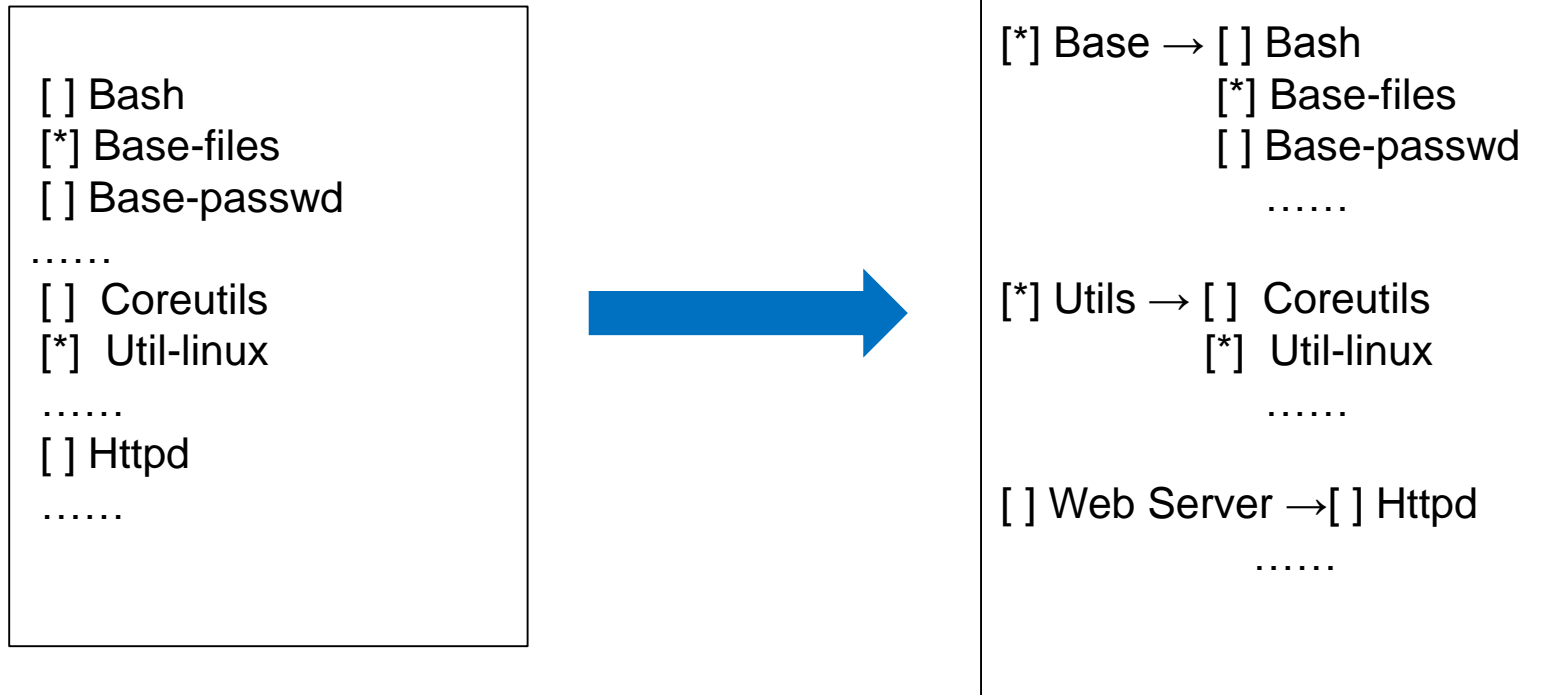 [ ] Bash
[*] Base-files
[ ] Base-passwd
……
[ ] Coreutils
[*] Util-linux
……
[ ] Httpd
……
[*] Base → [ ] Bash
[*] Base-files
[ ] Base-passwd
……
[*] Utils → [ ] Coreutils
[*] Util-linux
……
[ ] Web Server →[ ] Httpd
……